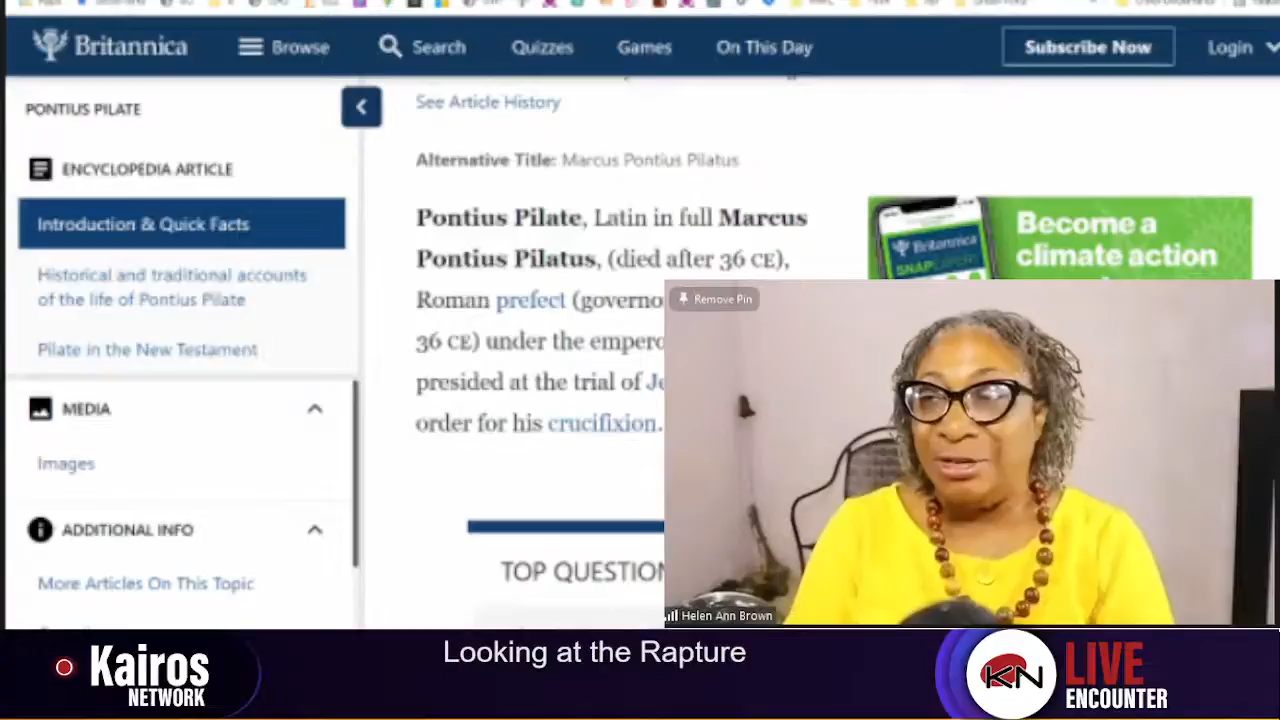 Britannica
Browse
Search
Quizzes
Games
On This Day
Subscribe Now
Login
PONTIUS PILATE
See Article History
ENCYCLOPEDIA ARTICLE
Introduction & Quick Facts
Historical and traditional accounts
of the life of Pontius Pilate
Pilate in the New Testament
MEDIA
Images
ADDITIONAL INFO
More Articles On This Topic
Alternative Title: Marcus Pontius Pilatus
Pontius Pilate, Latin in full Marcus
Pontius Pilatus, (died after 36 CE),
Roman prefect (governo
36 CE) under the empero
presided at the trial of Je
order for his crucifixion.
TOP QUESTION
Britannica
Become a
climate action
Remove Pin
Helen Ann Brown
Kairos
NETWORK
Looking at the Rapture
KN
LIVE
ENCOUNTER